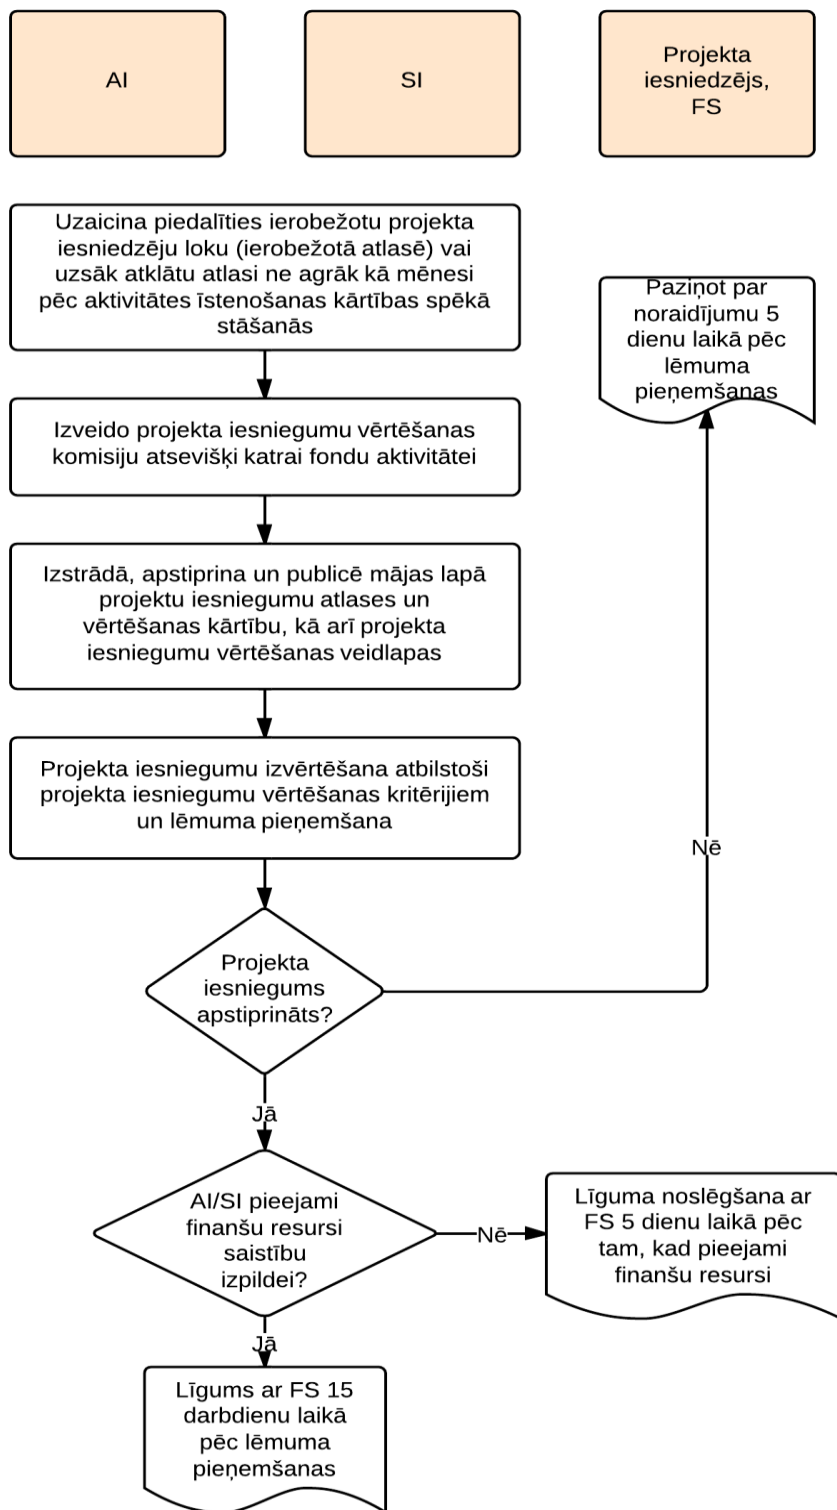 AI
SI
Projekta
iesniedzējs,
FS
Uzaicina piedalīties ierobežotu projekta
iesniedzēju loku (ierobežotā atlasē) vai
uzsāk atklātu atlasi ne agrāk kā mēnesi
pēc aktivitātes īstenošanas kārtības spēkā
stāšanās
Paziņot par
noraidījumu 5
dienu laikā pēc
lēmuma
pieņemšanas
Izveido projekta iesniegumu vērtēšanas
komisiju atsevišķi katrai fondu aktivitātei
Izstrādā, apstiprina un publicē mājas lapā
projektu iesniegumu atlases un
vērtēšanas kārtību, kā arī projekta
iesniegumu vērtēšanas veidlapas
Projekta iesniegumu izvērtēšana atbilstoši
projekta iesniegumu vērtēšanas kritērijiem
un lēmuma pieņemšana
Nē
Projekta
iesniegums
apstiprināts?
Jā
AI/SI pieejami
finanšu resursi
saistību
izpildei?
Nē
Līguma noslēgšana ar
FS 5 dienu laikā pēc
tam, kad pieejami
finanšu resursi
Jā
Līgums ar FS 15
darbdienu laikā
pēc lēmuma
pieņemšanas